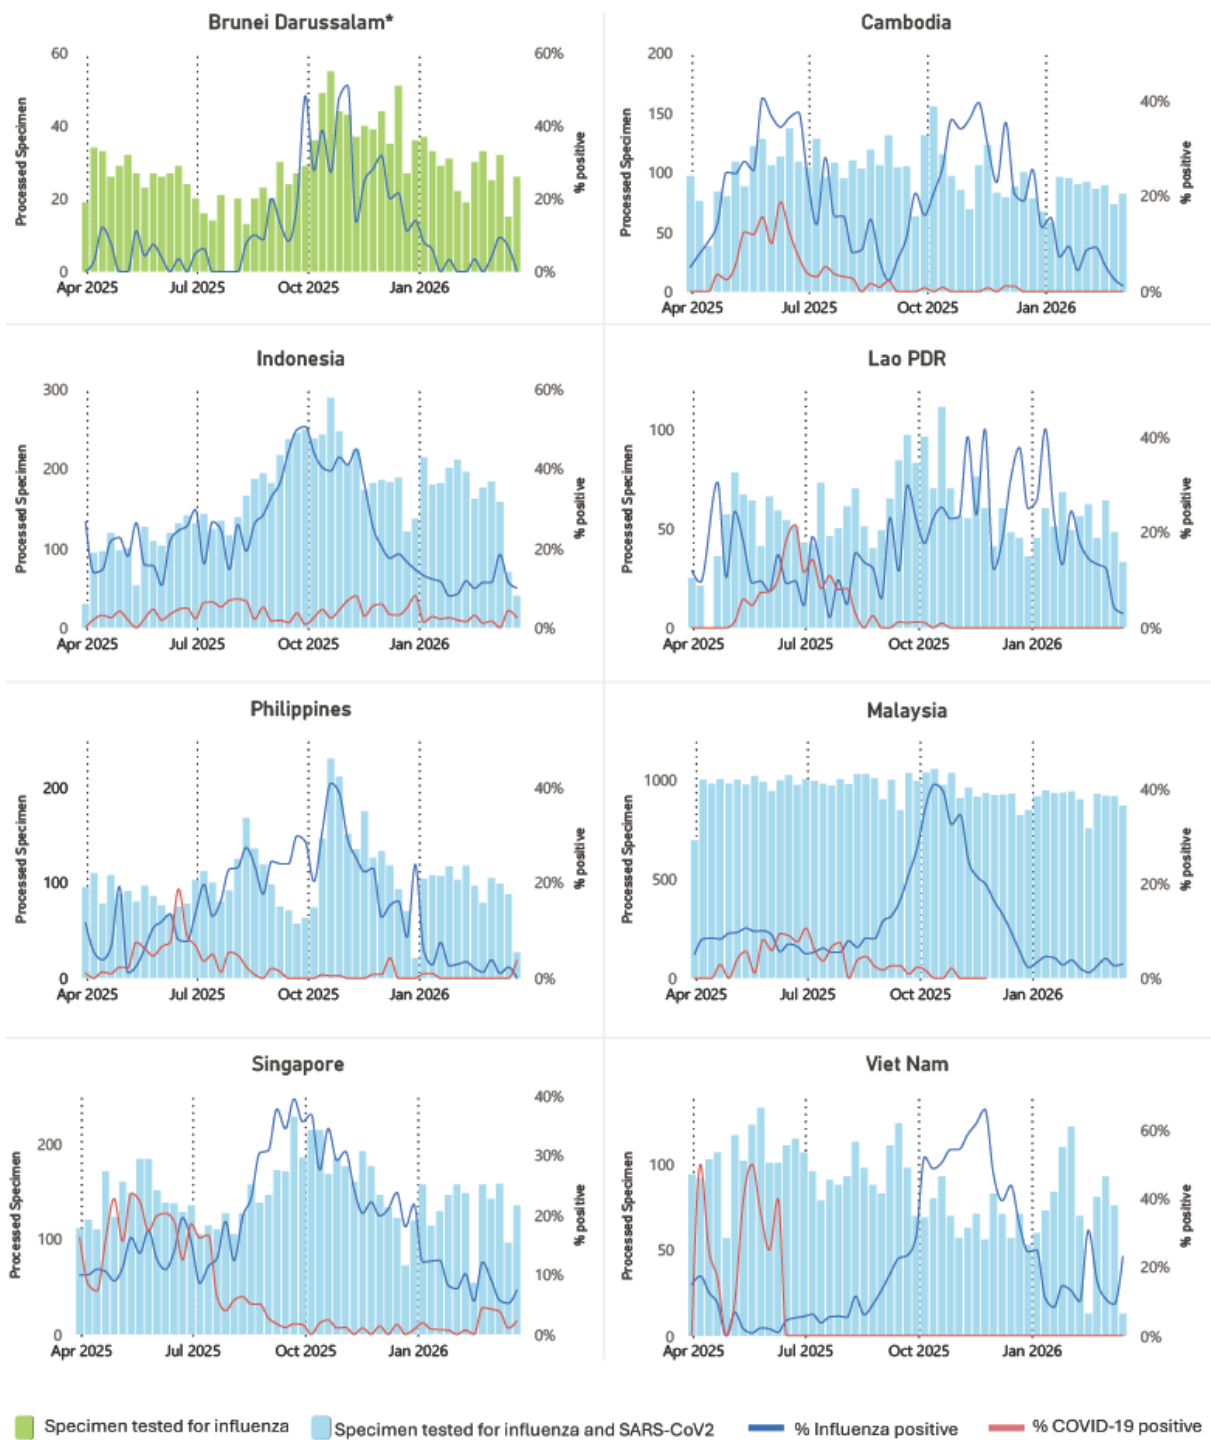 Brunei Darussalam*
60
40
20
0
60%
40%
20%
0%
Processed Specimen
% positive
Apr 2025 Jul 2025 Oct 2025 Jan 2026
Cambodia
200
150
100
50
0
40%
20%
0%
Processed Specimen
% positive
Apr 2025 Jul 2025 Oct 2025 Jan 2026
Indonesia
300
200
100
0
60%
40%
20%
0%
Processed Specimen
% positive
Apr 2025 Jul 2025 Oct 2025 Jan 2026
Lao PDR
100
50
0
40%
20%
0%
Processed Specimen
% positive
Apr 2025 Jul 2025 Oct 2025 Jan 2026
Philippines
200
100
0
40%
20%
0%
Processed Specimen
% positive
Apr 2025 Jul 2025 Oct 2025 Jan 2026
Malaysia
1000
500
0
40%
20%
0%
Processed Specimen
% positive
Apr 2025 Jul 2025 Oct 2025 Jan 2026
Singapore
200
100
0
40%
30%
20%
10%
0%
Processed Specimen
% positive
Apr 2025 Jul 2025 Oct 2025 Jan 2026
Viet Nam
100
50
0
60%
40%
20%
0%
Processed Specimen
% positive
Apr 2025 Jul 2025 Oct 2025 Jan 2026
Specimen tested for influenza Specimen tested for influenza and SARS-CoV2 % Influenza positive % COVID-19 positive